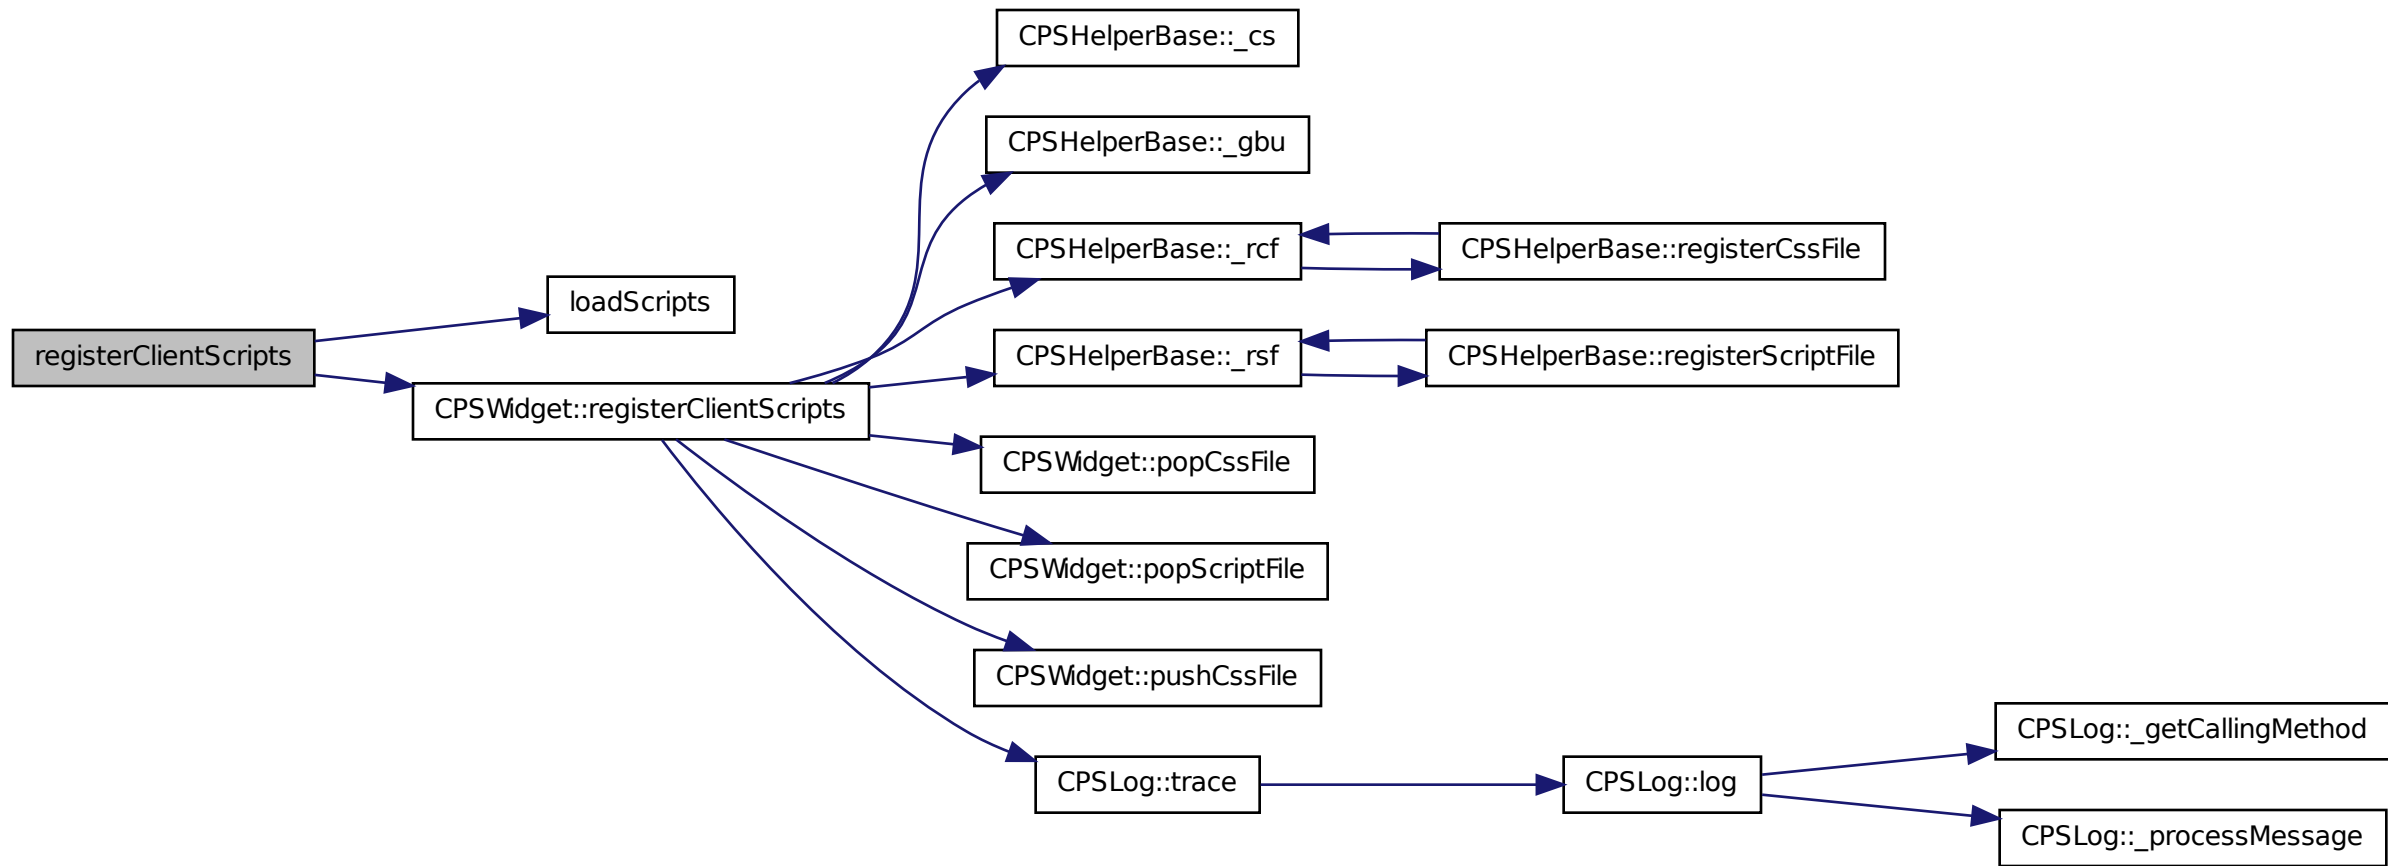 CPSHelperBase::_cs
CPSHelperBase::_gbu
CPSHelperBase::_rcf
CPSHelperBase::registerCssFile
loadScripts
registerClientScripts
CPSHelperBase::_rsf
CPSHelperBase::registerScriptFile
CPSWidget::registerClientScripts
CPSWidget::popCssFile
CPSWidget::popScriptFile
CPSWidget::pushCssFile
CPSLog::_getCallingMethod
CPSLog::trace
CPSLog::log
CPSLog::_processMessage